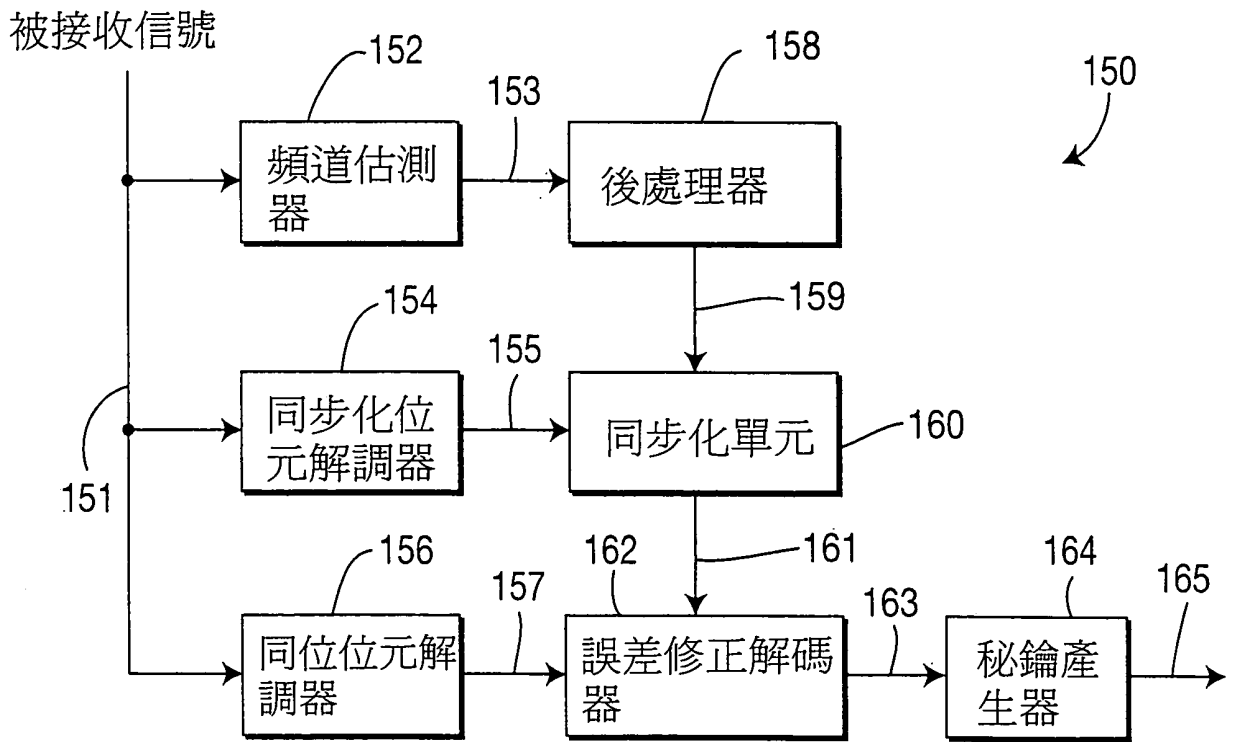 被接收信號
152
153
158
150
頻道估測
器
後處理器
159
154
155
同步化位
元解調器
同步化單元
160
151
156
157
162
161
163
164
165
同位位元解
調器
誤差修正解碼
器
秘鑰產
生器